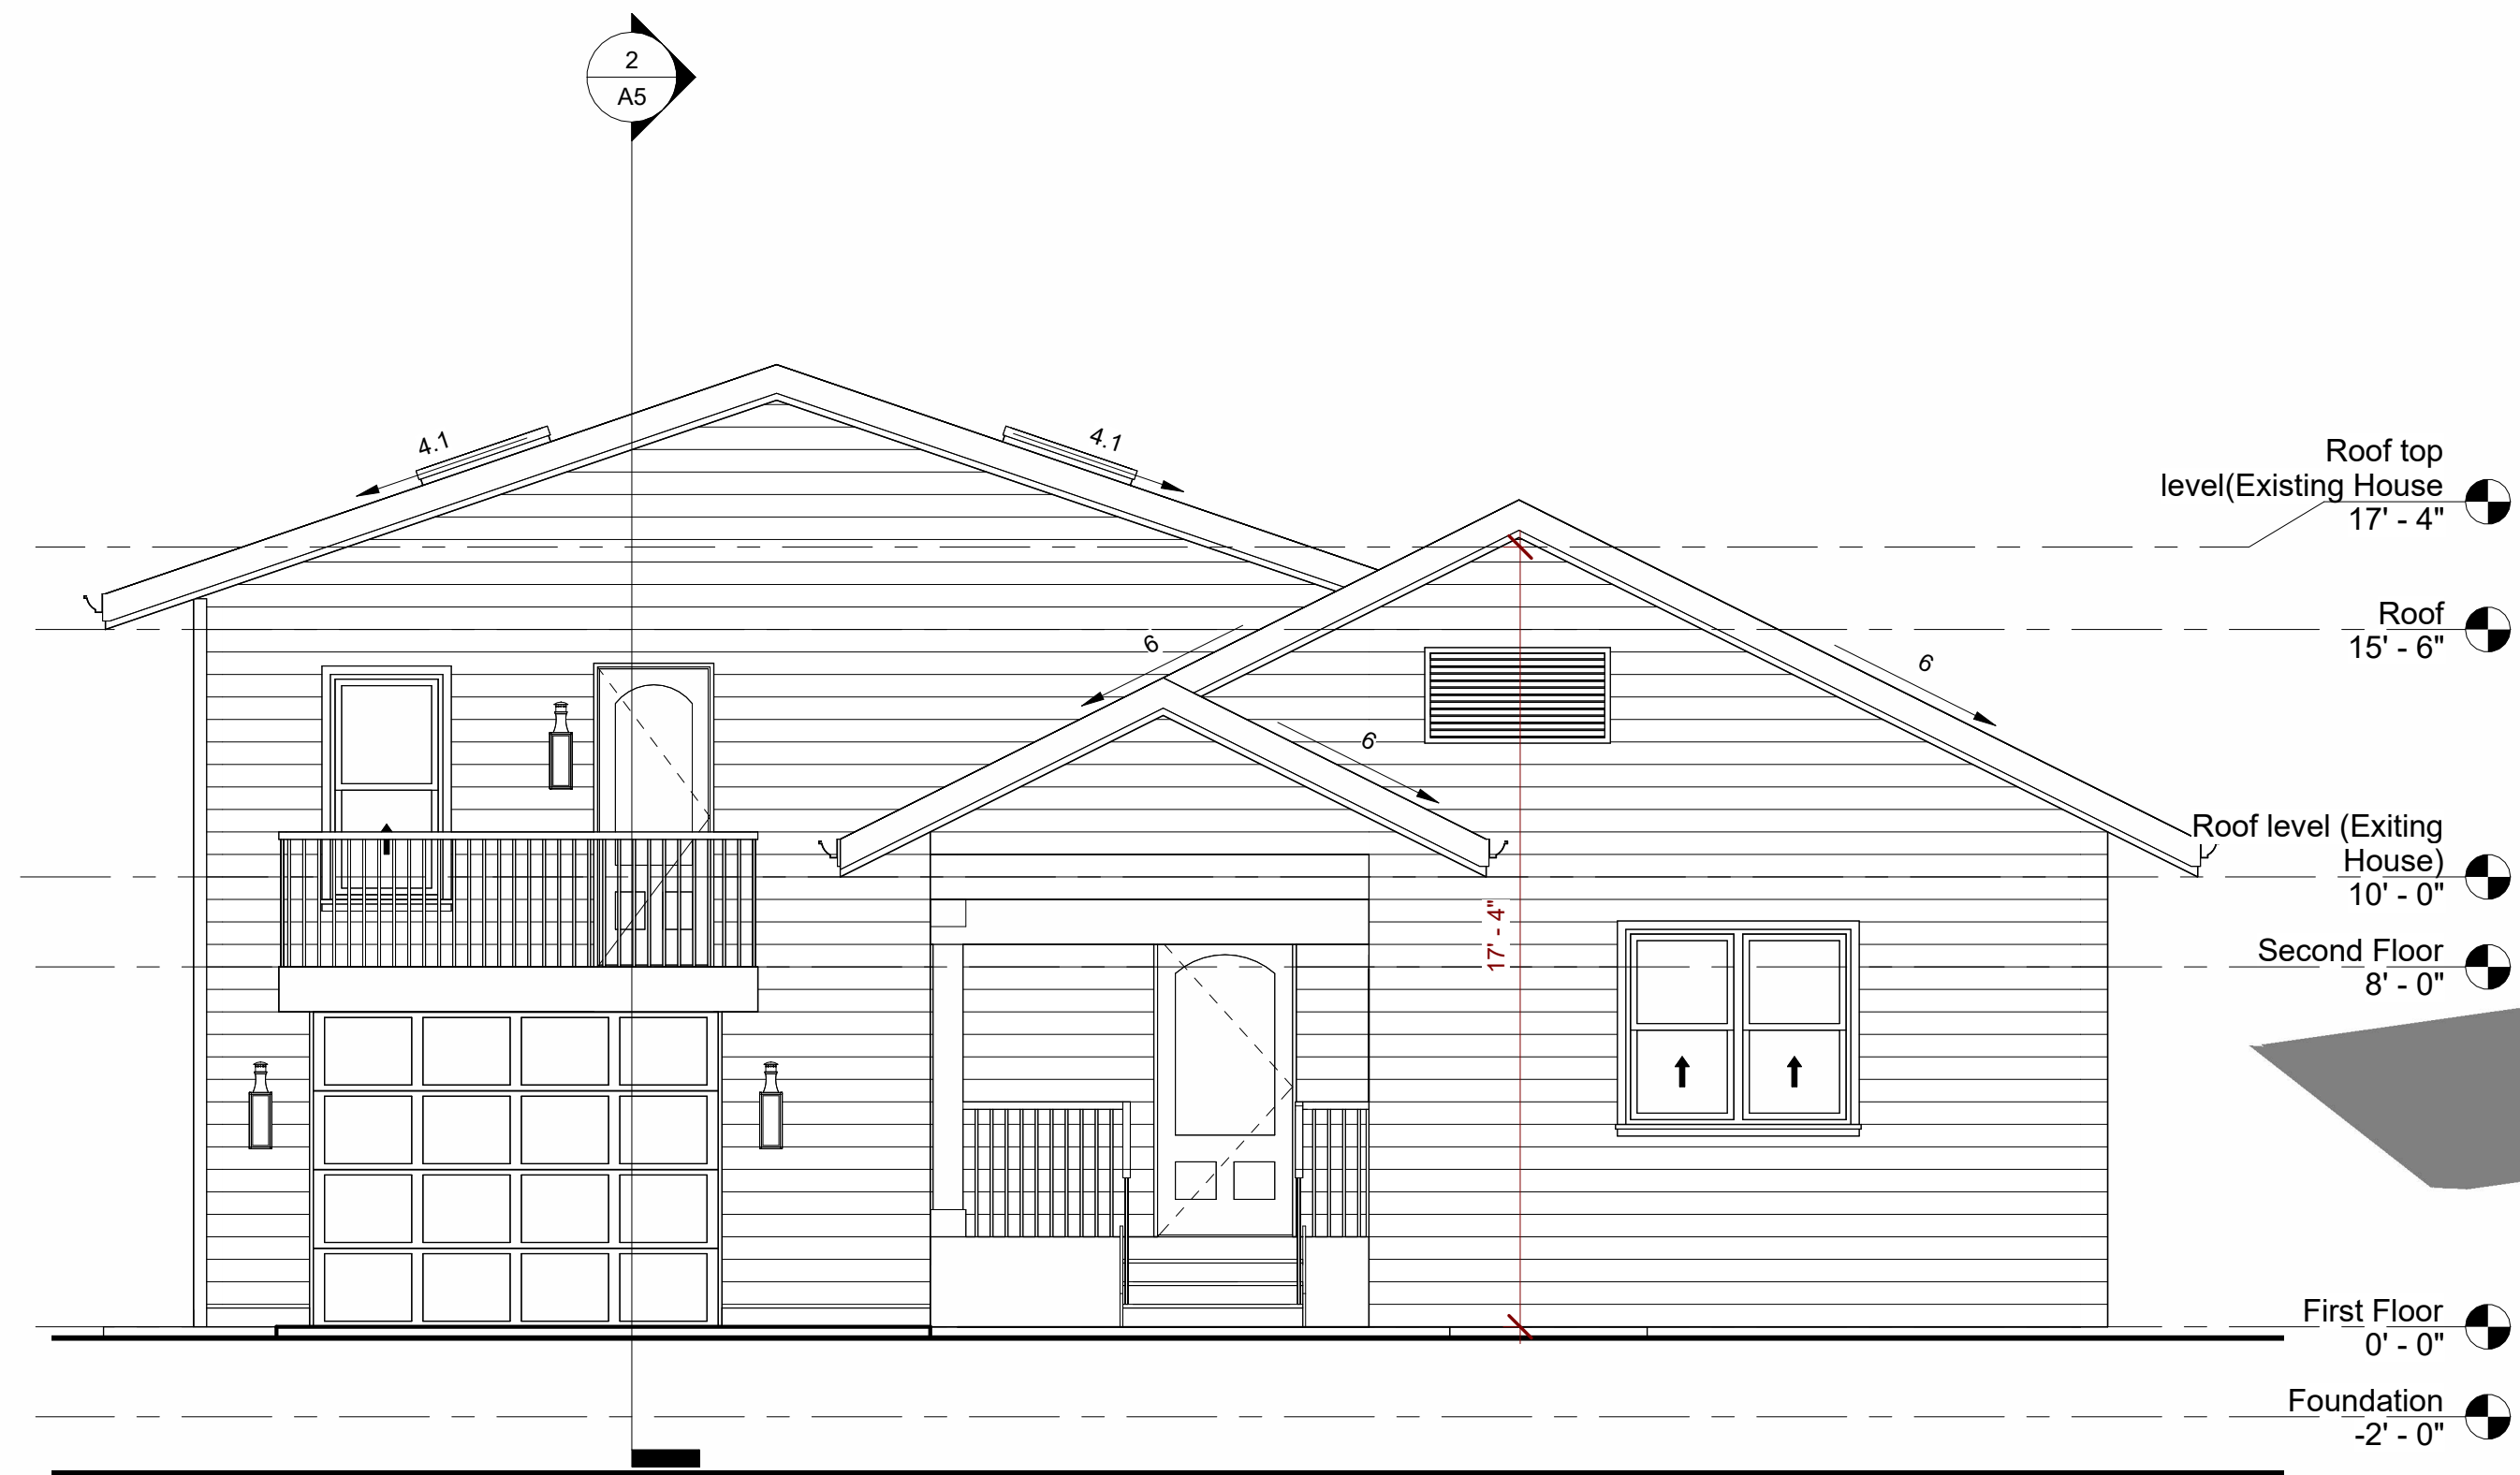 2
A5
4.1
4.1
Roof top
level(Existing House
17' - 4"
Roof
15' - 6"
6
6
6
Roof level (Exiting
House)
10' - 0"
17' - 4"
Second Floor
8' - 0"
First Floor
0' - 0"
Foundation
-2' - 0"